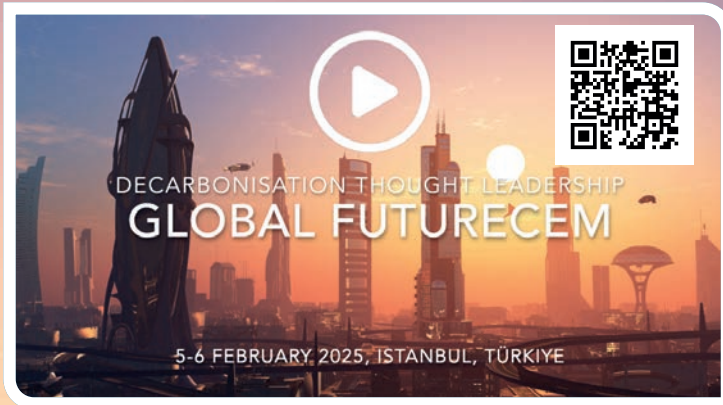 DECARBONISATION THOUGHT LEADERSHIP
GLOBAL FUTURECEM
5-6 FEBRUARY 2025, ISTANBUL, TÜRKIYE